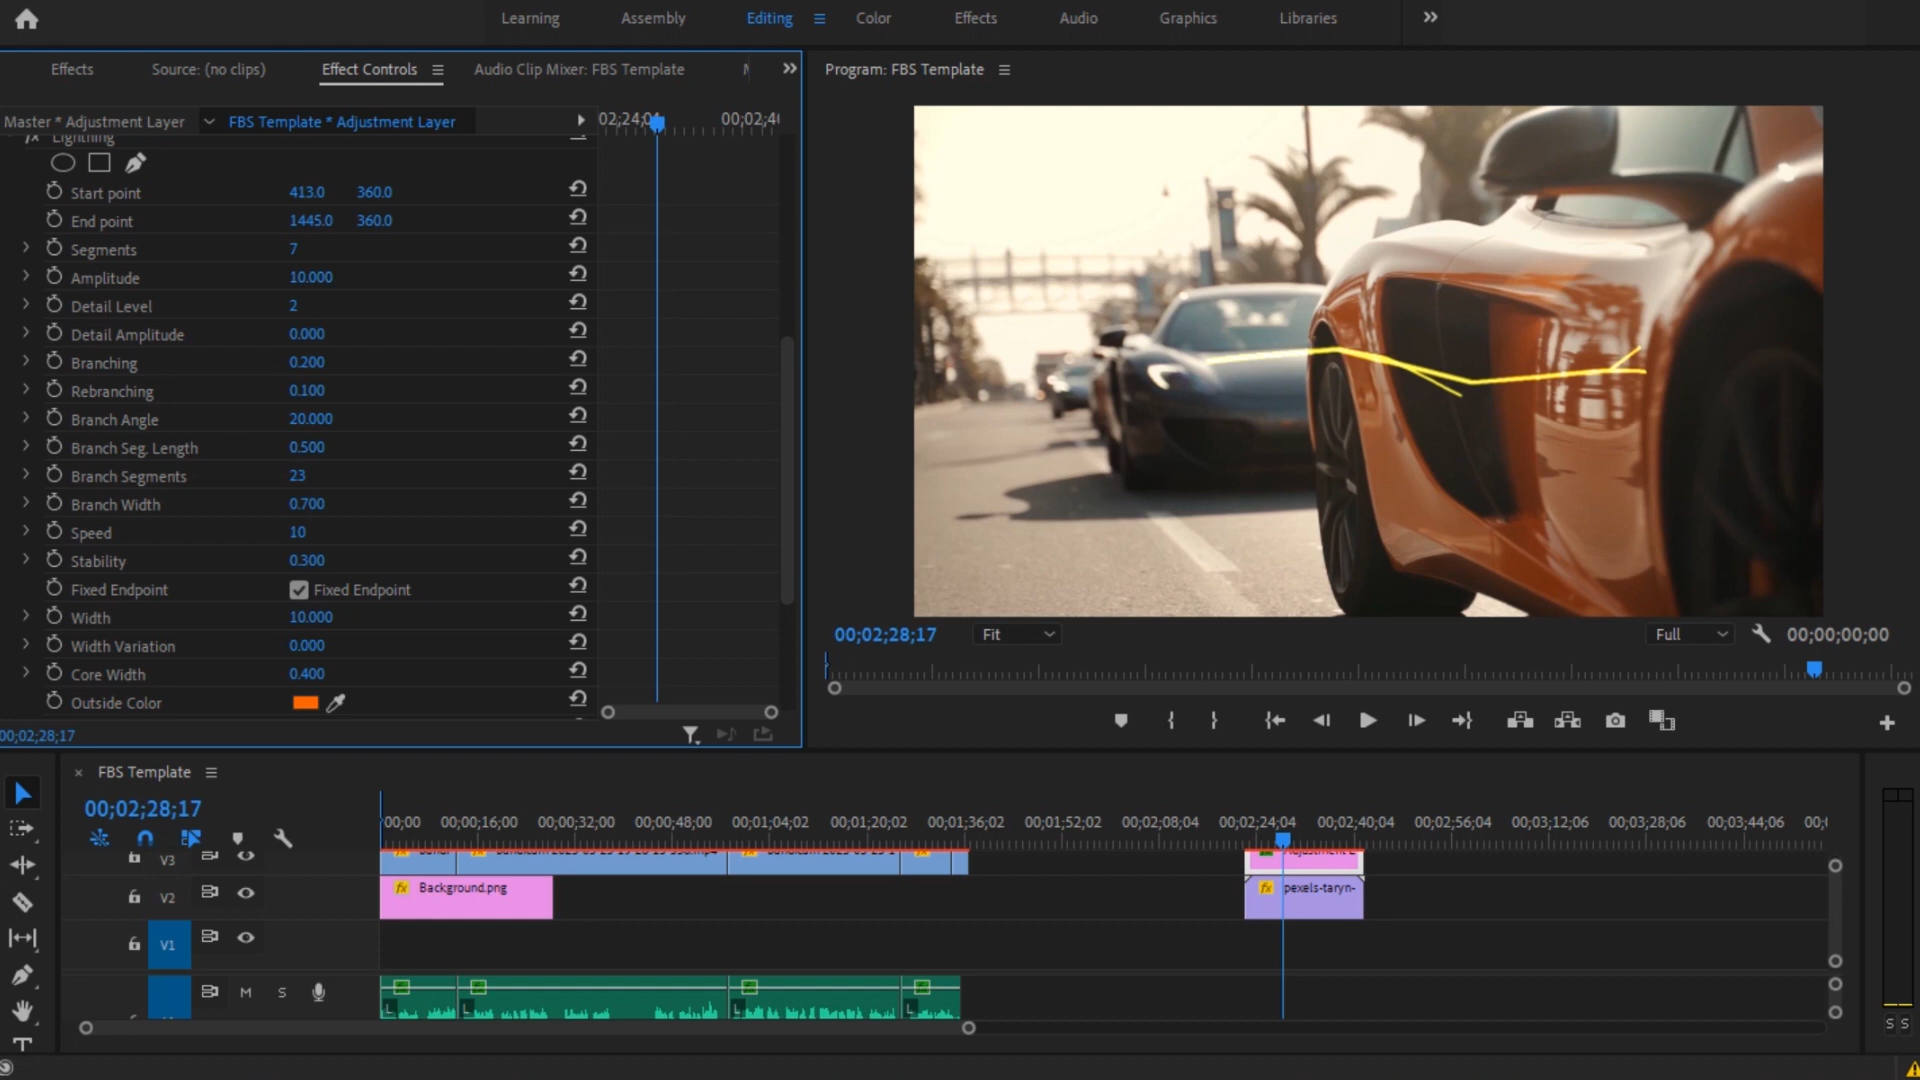 Learning Assembly Editing Color Effects Audio Graphics Libraries
Effects Source: (no clips) Effect Controls Audio Clip Mixer: FBS Template
Program: FBS Template
Master * Adjustment Layer FBS Template * Adjustment Layer
02;24;04 00;02;40
fx Lightning
Start point 413.0 360.0
End point 1445.0 360.0
Segments 7
Amplitude 10.000
Detail Level 2
Detail Amplitude 0.000
Branching 0.200
Rebranching 0.100
Branch Angle 20.000
Branch Seg. Length 0.500
Branch Segments 23
Branch Width 0.700
Speed 10
Stability 0.300
Fixed Endpoint Fixed Endpoint
Width 10.000
Width Variation 0.000
Core Width 0.400
Outside Color
00;02;28;17
00;02;28;17 Fit Full 00;00;00;00
× FBS Template
00;02;28;17
00;00 00;00;16;00 00;00;32;00 00;00;48;00 00;01;04;02 00;01;20;02 00;01;36;02 00;01;52;02 00;02;08;04 00;02;24;04 00;02;40;04 00;02;56;04 00;03;12;06 00;03;28;06 00;03;44;06 00;
V3
V2 fx Background.png fx pexels-taryn-
V1
M S
L L L L
S S